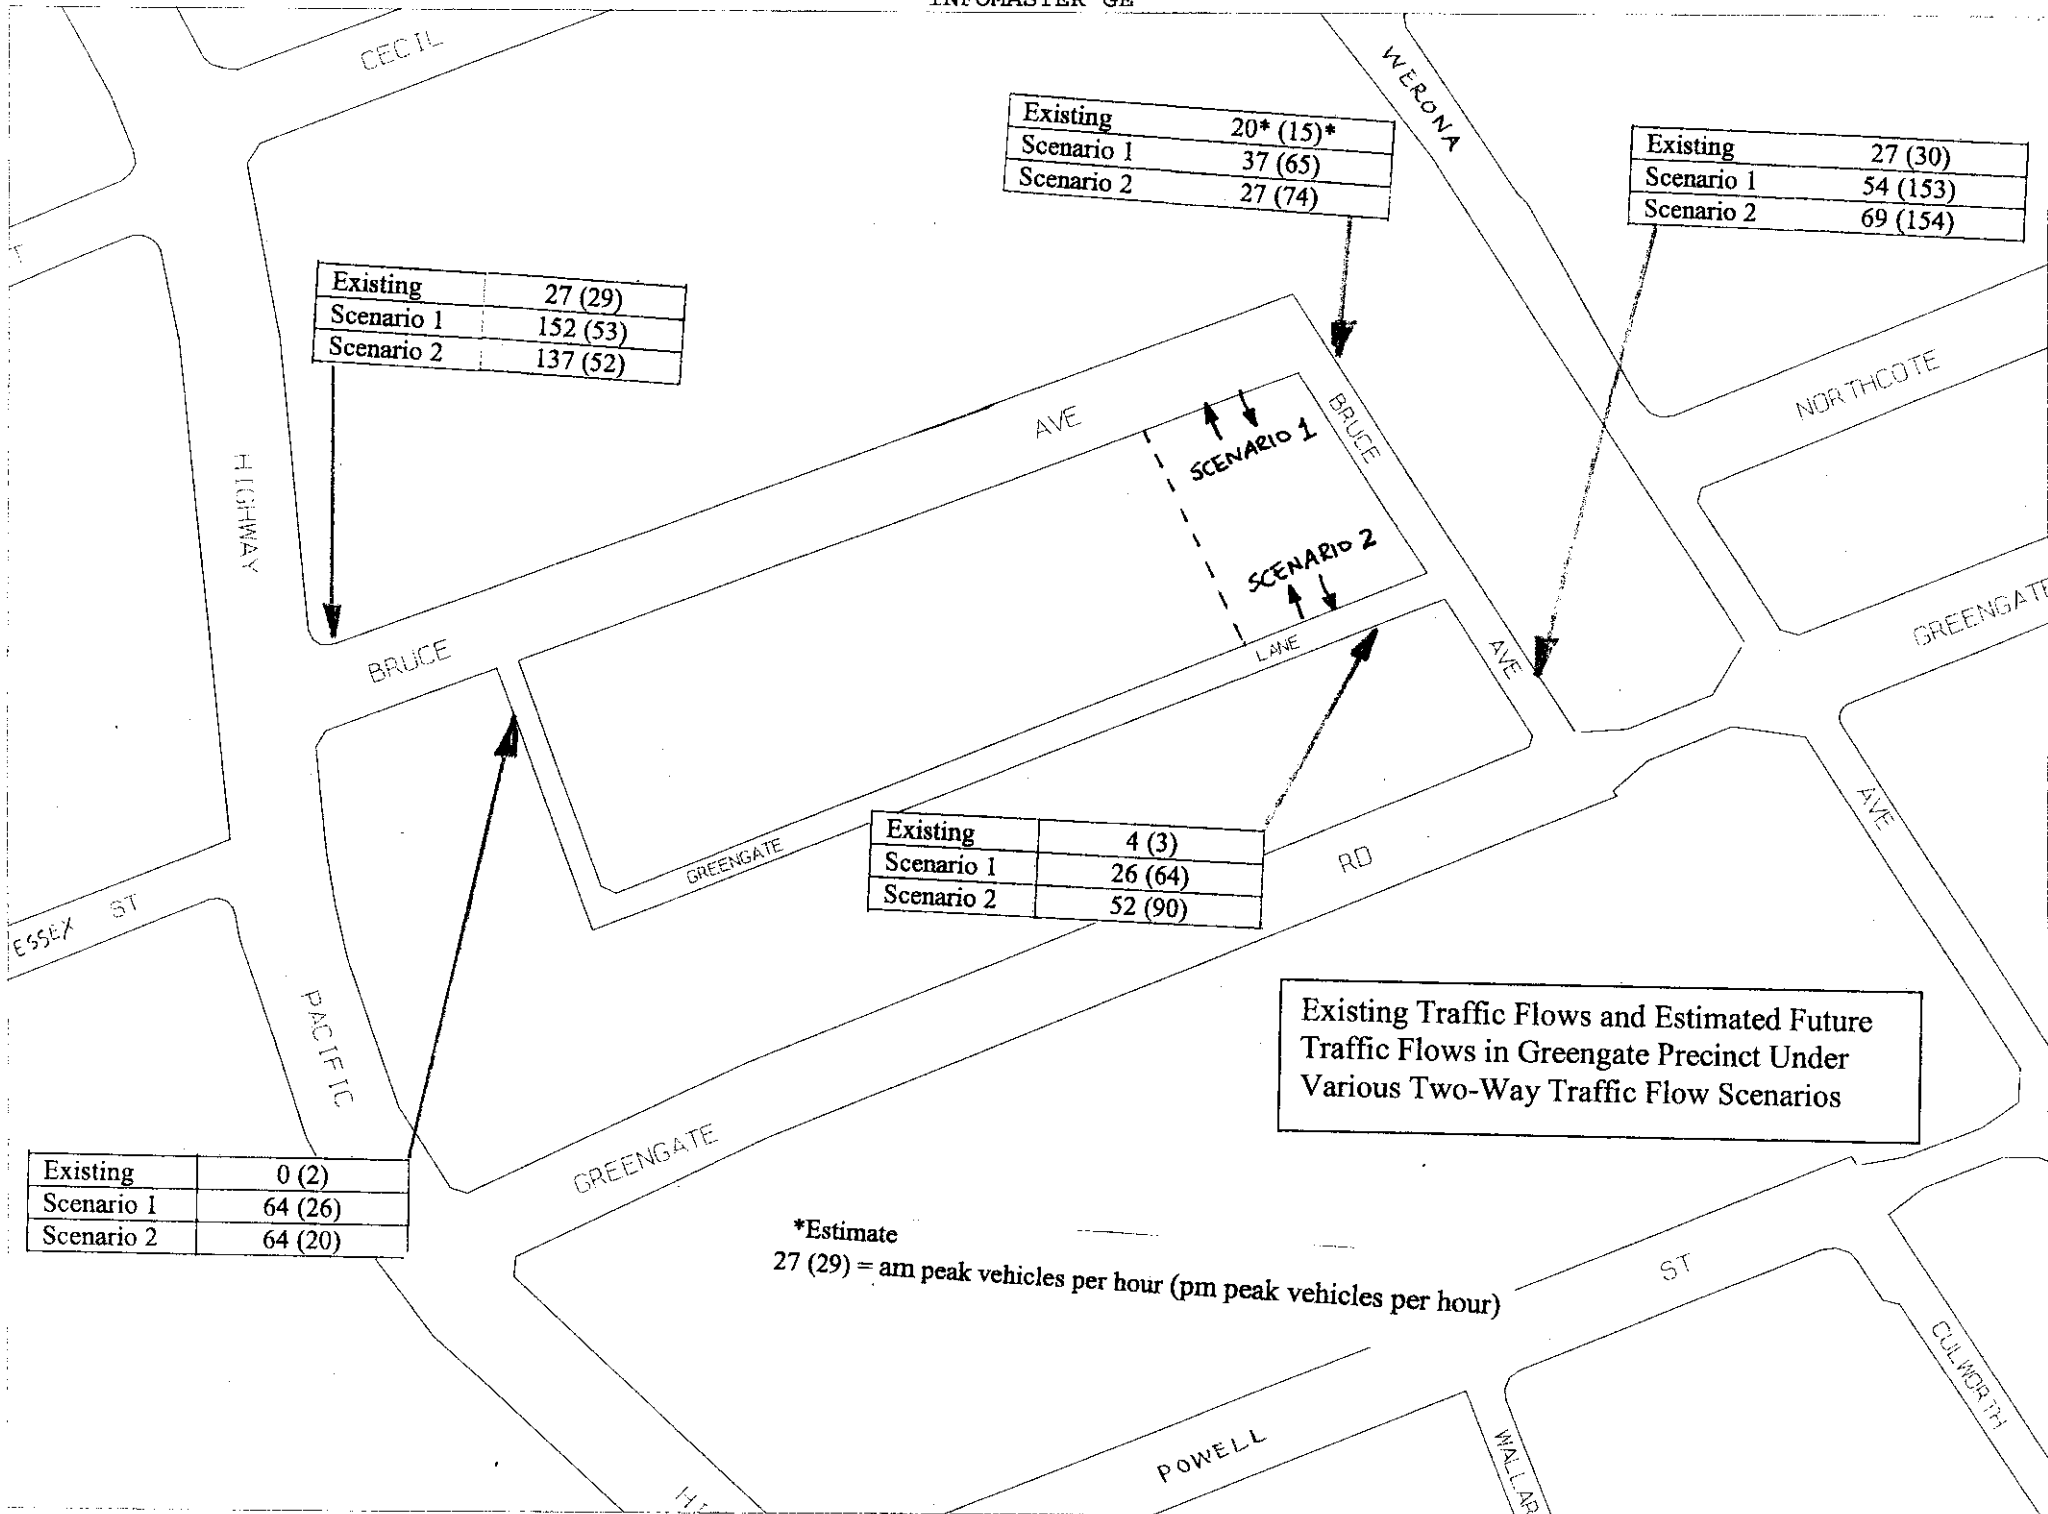 INFOMASTER GE
CECIL
WERONA
Existing 20* (15)*
Scenario 1 37 (65)
Scenario 2 27 (74)
Existing 27 (30)
Scenario 1 54 (153)
Scenario 2 69 (154)
Existing 27 (29)
Scenario 1 152 (53)
Scenario 2 137 (52)
ST
NORTHCOTE
AVE
BRUCE
SCENARIO 1
HIGHWAY
SCENARIO 2
GREENGATE
BRUCE
LANE
AVE
Existing 4 (3)
Scenario 1 26 (64)
Scenario 2 52 (90)
GREENGATE
RD
AVE
ESSEX ST
PACIFIC
Existing Traffic Flows and Estimated Future
Traffic Flows in Greengate Precinct Under
Various Two-Way Traffic Flow Scenarios
GREENGATE
Existing 0 (2)
Scenario 1 64 (26)
Scenario 2 64 (20)
*Estimate
27 (29) = am peak vehicles per hour (pm peak vehicles per hour)
ST
CULWORTH
POWELL
WALLAR